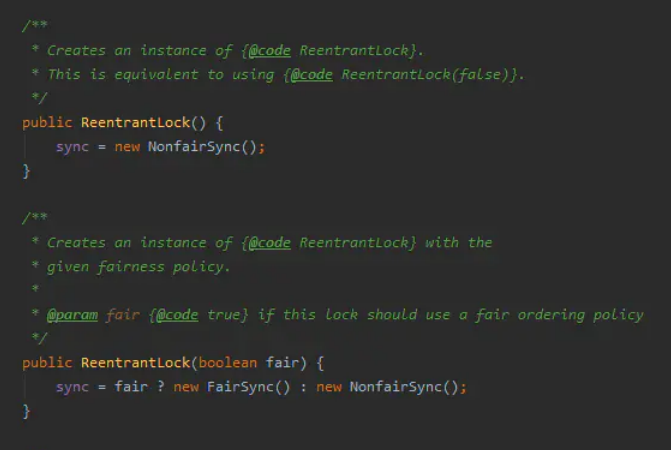 /**
 * Creates an instance of {@code ReentrantLock}.
 * This is equivalent to using {@code ReentrantLock(false)}.
 */
public ReentrantLock() {
    sync = new NonfairSync();
}
/**
 * Creates an instance of {@code ReentrantLock} with the
 * given fairness policy.
 *
 * @param fair {@code true} if this lock should use a fair ordering policy
 */
public ReentrantLock(boolean fair) {
    sync = fair ? new FairSync() : new NonfairSync();
}